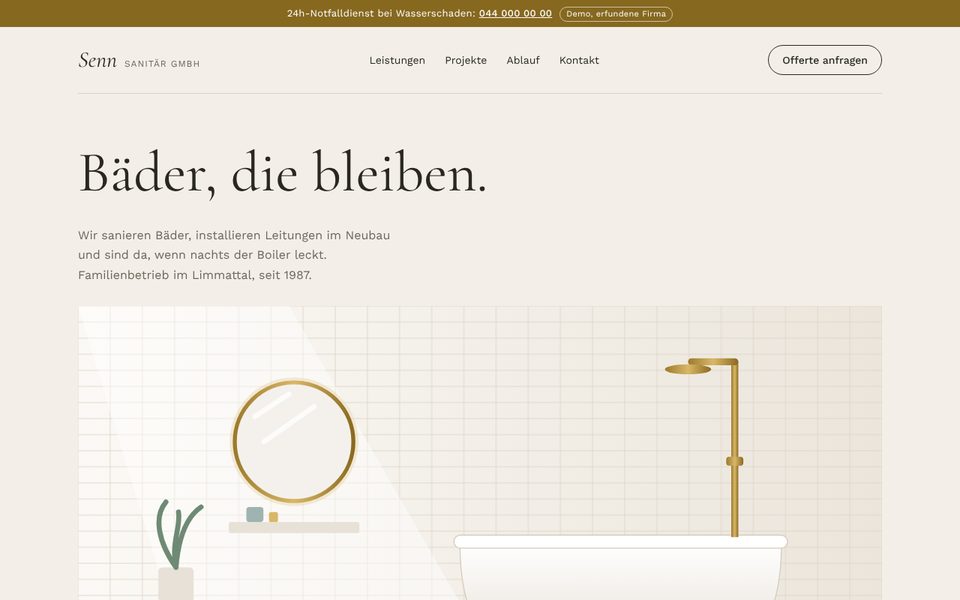 24h-Notfalldienst bei Wasserschaden: 044 000 00 00 Demo, erfundene Firma
Senn SANITÄR GMBH
Leistungen Projekte Ablauf Kontakt
Offerte anfragen
Bäder, die bleiben.
Wir sanieren Bäder, installieren Leitungen im Neubau
und sind da, wenn nachts der Boiler leckt.
Familienbetrieb im Limmattal, seit 1987.